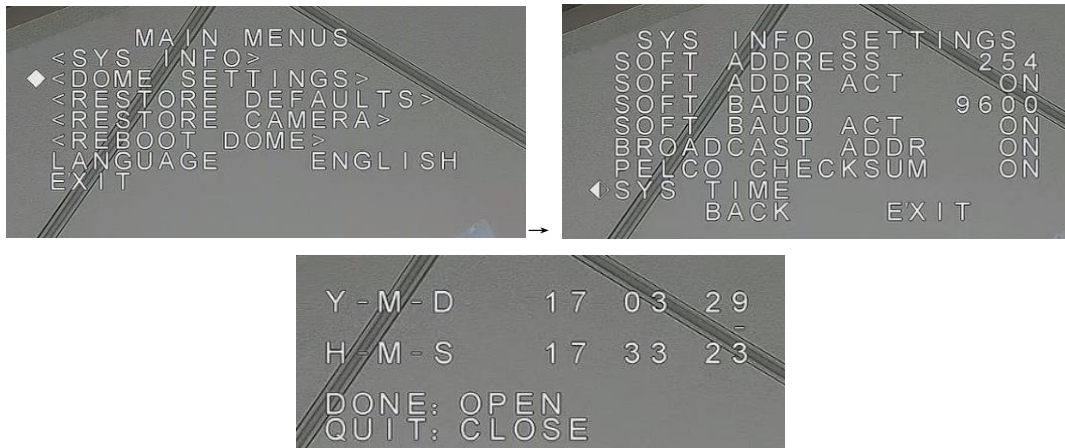 MAIN MENUS
<SYS INFO>
<DOME SETTINGS>
<RESTORE DEFAULTS>
<RESTORE CAMERA>
<REBOOT DOME>
LANGUAGE ENGLISH
EXIT
SYS INFO SETTINGS
SOFT ADDRESS 254
SOFT ADDR ACT ON
SOFT BAUD 9600
SOFT BAUD ACT ON
BROADCAST ADDR ON
PELCO CHECKSUM ON
SYS TIME
BACK EXIT
Y-M-D 17 03 29
H-M-S 17 33 23
DONE: OPEN
QUIT: CLOSE